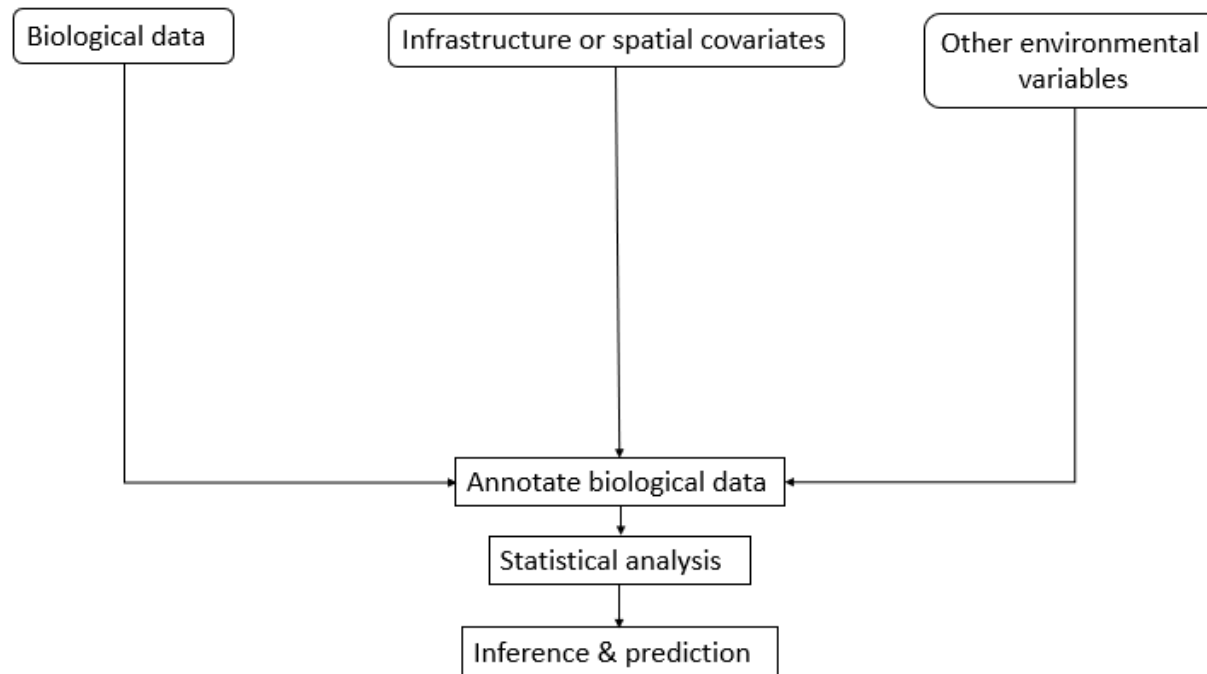 Biological data
Infrastructure or spatial covariates
Other environmental
variables
Annotate biological data
Statistical analysis
Inference & prediction